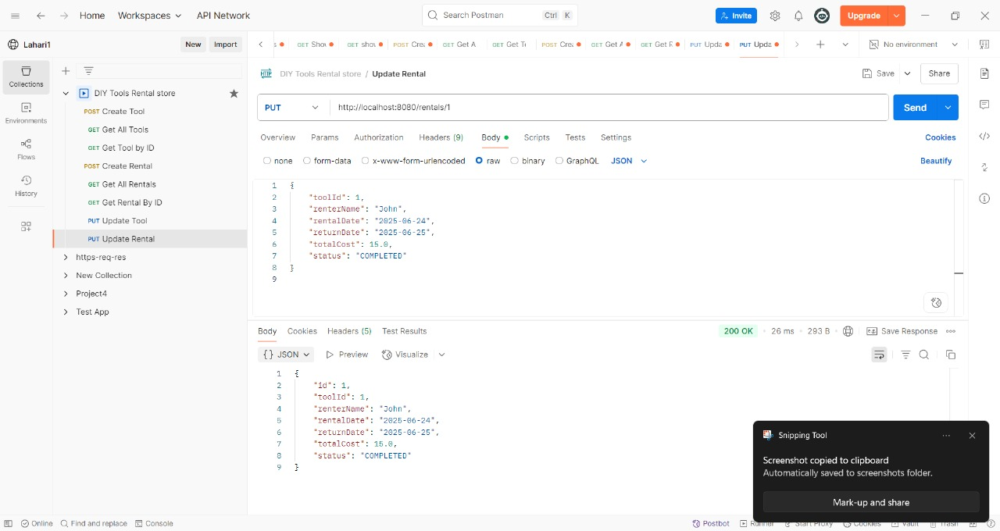 Home Workspaces API Network Search Postman Ctrl K Invite Upgrade
Lahari1 New Import
GET Show GET show POST Crea GET Get A GET Get T POST Crea GET Get A GET Get F PUT Upda PUT Upda No environment
Collections
Environments
Flows
History
DIY Tools Rental store
POST Create Tool
GET Get All Tools
GET Get Tool by ID
POST Create Rental
GET Get All Rentals
GET Get Rental By ID
PUT Update Tool
PUT Update Rental
https-req-res
New Collection
Project4
Test App
HTTP DIY Tools Rental store / Update Rental Save Share
PUT http://localhost:8080/rentals/1 Send
Overview Params Authorization Headers (9) Body Scripts Tests Settings Cookies
none form-data x-www-form-urlencoded raw binary GraphQL JSON Beautify
1 {
2 "toolId": 1,
3 "renterName": "John",
4 "rentalDate": "2025-06-24",
5 "returnDate": "2025-06-25",
6 "totalCost": 15.0,
7 "status": "COMPLETED"
8 }
9
Body Cookies Headers (5) Test Results 200 OK 26 ms 293 B Save Response
{} JSON Preview Visualize
1 {
2 "id": 1,
3 "toolId": 1,
4 "renterName": "John",
5 "rentalDate": "2025-06-24",
6 "returnDate": "2025-06-25",
7 "totalCost": 15.0,
8 "status": "COMPLETED"
9 }
Snipping Tool
Screenshot copied to clipboard
Automatically saved to screenshots folder.
Mark-up and share
Online Find and replace Console Postbot Runner Start Proxy Cookies Vault Trash